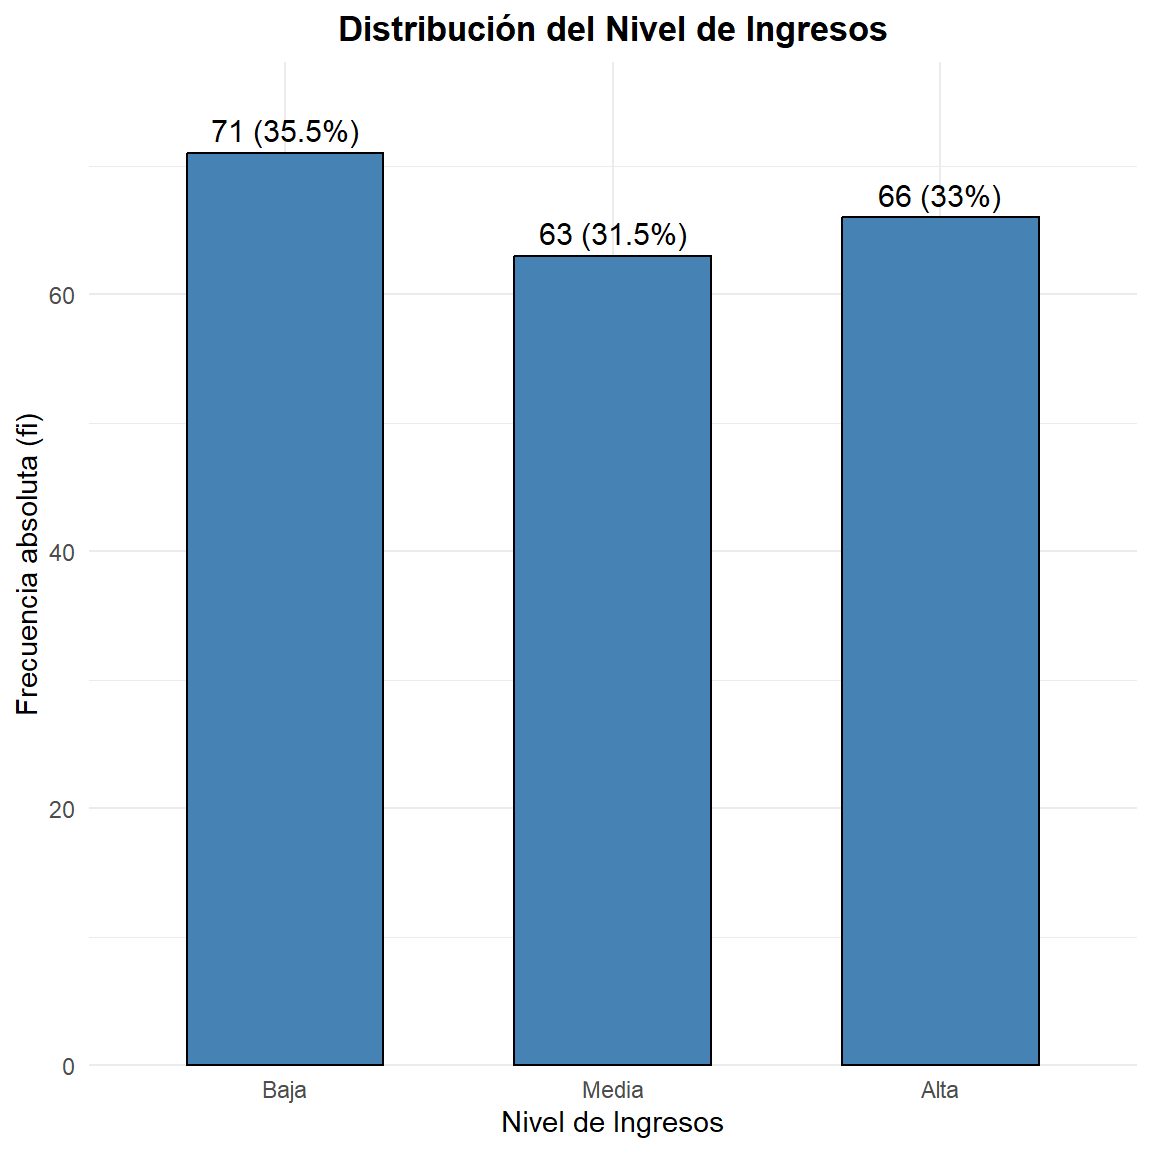 Distribución del Nivel de Ingresos
71 (35.5%)
63 (31.5%)
66 (33%)
60
40
20
0
Frecuencia absoluta (fi)
Baja
Media
Alta
Nivel de Ingresos